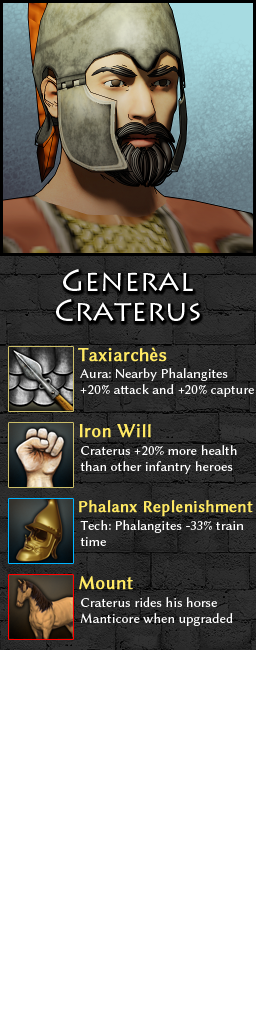 General
Craterus
Taxiarchès
Aura: Nearby Phalangites
+20% attack and +20% capture
Iron Will
Craterus +20% more health
than other infantry heroes
Phalanx Replenishment
Tech: Phalangites -33% train
time
Mount
Craterus rides his horse
Manticore when upgraded